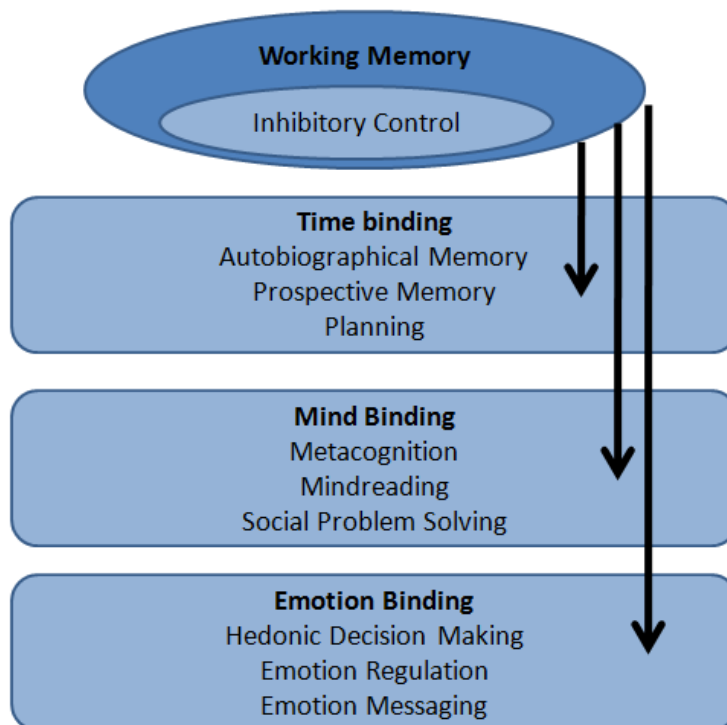 Working Memory
Inhibitory Control
Time binding
Autobiographical Memory
Prospective Memory
Planning
Mind Binding
Metacognition
Mindreading
Social Problem Solving
Emotion Binding
Hedonic Decision Making
Emotion Regulation
Emotion Messaging